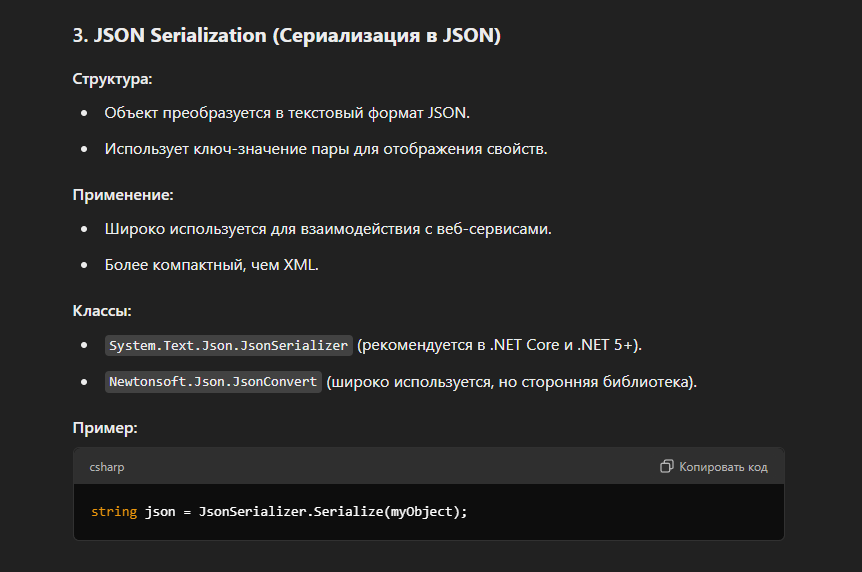 3. JSON Serialization (Сериализация в JSON)
Структура:
• Объект преобразуется в текстовый формат JSON.
• Использует ключ-значение пары для отображения свойств.
Применение:
• Широко используется для взаимодействия с веб-сервисами.
• Более компактный, чем XML.
Классы:
• System.Text.Json.JsonSerializer (рекомендуется в .NET Core и .NET 5+).
• Newtonsoft.Json.JsonConvert (широко используется, но сторонняя библиотека).
Пример:
csharp Копировать код
string json = JsonSerializer.Serialize(myObject);